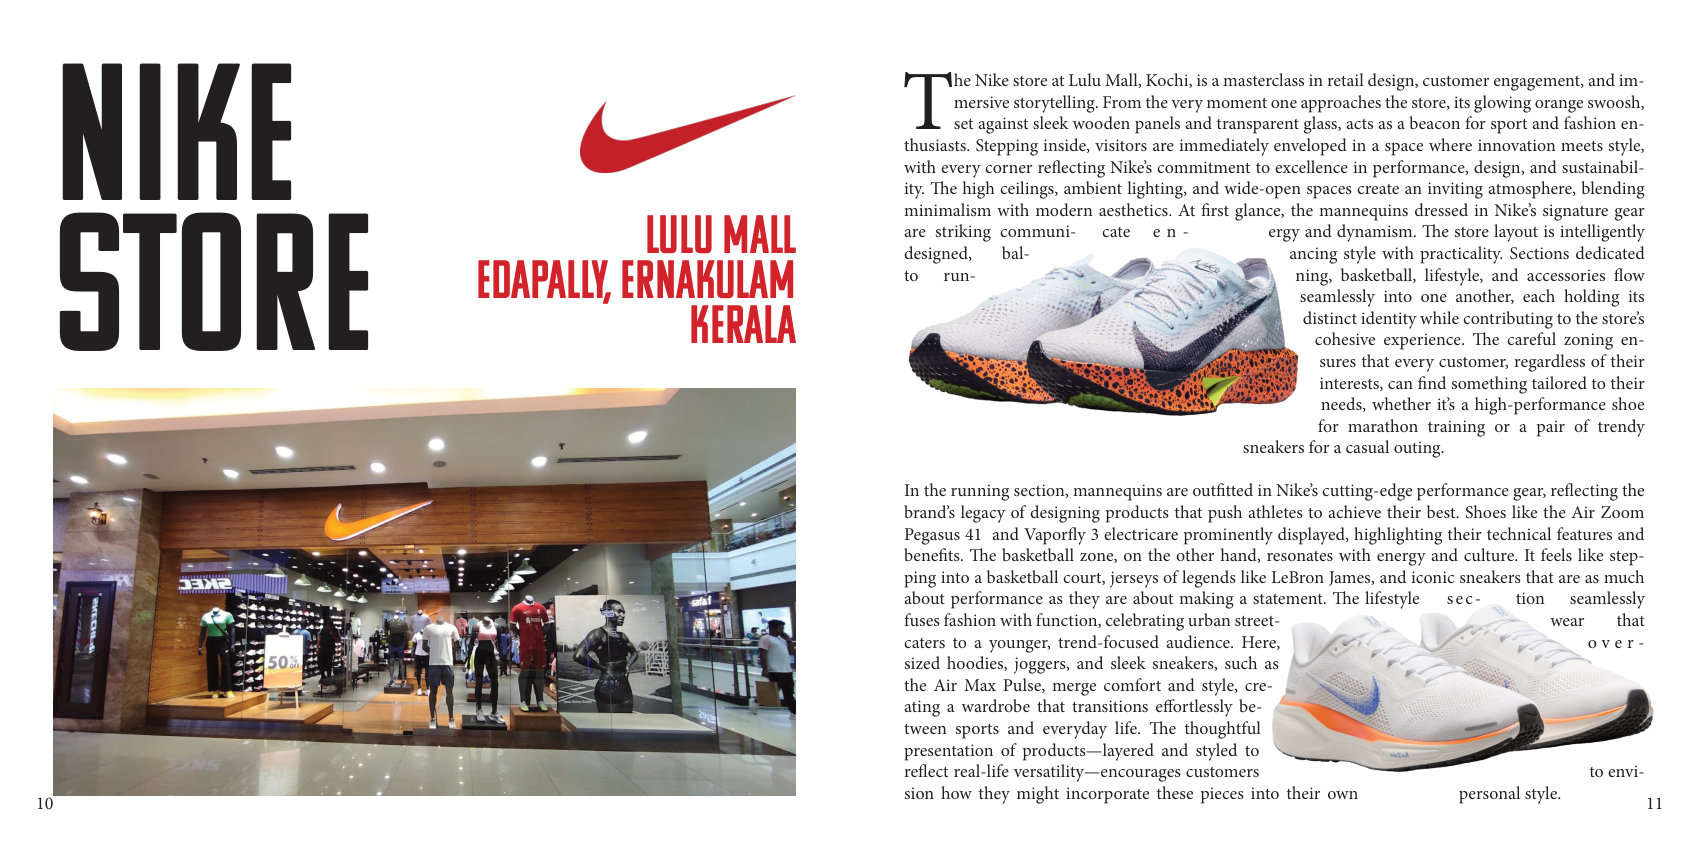 NIKE
STORE
LULU MALL
EDAPALLY, ERNAKULAM
KERALA
50%
10
The Nike store at Lulu Mall, Kochi, is a masterclass in retail design, customer engagement, and im-
mersive storytelling. From the very moment one approaches the store, its glowing orange swoosh,
set against sleek wooden panels and transparent glass, acts as a beacon for sport and fashion en-
thusiasts. Stepping inside, visitors are immediately enveloped in a space where innovation meets style,
with every corner reflecting Nike’s commitment to excellence in performance, design, and sustainabil-
ity. The high ceilings, ambient lighting, and wide-open spaces create an inviting atmosphere, blending
minimalism with modern aesthetics. At first glance, the mannequins dressed in Nike’s signature gear
are striking communi- cate en- ergy and dynamism. The store layout is intelligently
designed, bal- ancing style with practicality. Sections dedicated
to run- ning, basketball, lifestyle, and accessories flow
seamlessly into one another, each holding its
distinct identity while contributing to the store’s
cohesive experience. The careful zoning en-
sures that every customer, regardless of their
interests, can find something tailored to their
needs, whether it’s a high-performance shoe
for marathon training or a pair of trendy
sneakers for a casual outing.
In the running section, mannequins are outfitted in Nike’s cutting-edge performance gear, reflecting the
brand’s legacy of designing products that push athletes to achieve their best. Shoes like the Air Zoom
Pegasus 41 and Vaporfly 3 electricare prominently displayed, highlighting their technical features and
benefits. The basketball zone, on the other hand, resonates with energy and culture. It feels like step-
ping into a basketball court, jerseys of legends like LeBron James, and iconic sneakers that are as much
about performance as they are about making a statement. The lifestyle sec- tion seamlessly
fuses fashion with function, celebrating urban street- wear that
caters to a younger, trend-focused audience. Here, over-
sized hoodies, joggers, and sleek sneakers, such as
the Air Max Pulse, merge comfort and style, cre-
ating a wardrobe that transitions effortlessly be-
tween sports and everyday life. The thoughtful
presentation of products—layered and styled to
reflect real-life versatility—encourages customers to envi-
sion how they might incorporate these pieces into their own personal style.
11